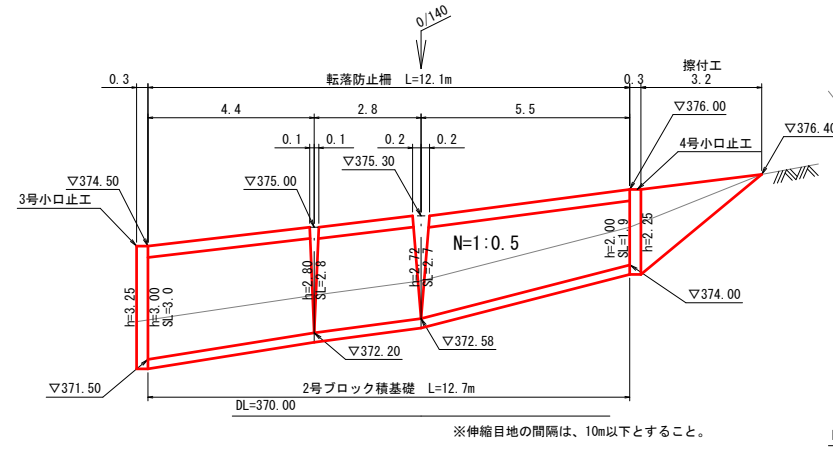 0/140
擦付工
0.3
転落防止柵 L=12.1m
0.3
3.2
4.4
2.8
5.5
▽376.00
0.1
0.1
0.2
0.2
▽376.40
▽375.30
4号小口止工
▽374.50
▽375.00
3号小口止工
N=1:0.5
h=3.25
h=3.00
SL=3.0
h=2.80
SL=2.8
h=2.72
SL=2.7
h=2.00
SL=1.9
h=2.25
▽374.00
▽372.20
▽372.58
▽371.50
2号ブロック積基礎 L=12.7m
DL=370.00
※伸縮目地の間隔は、10m以下とすること。